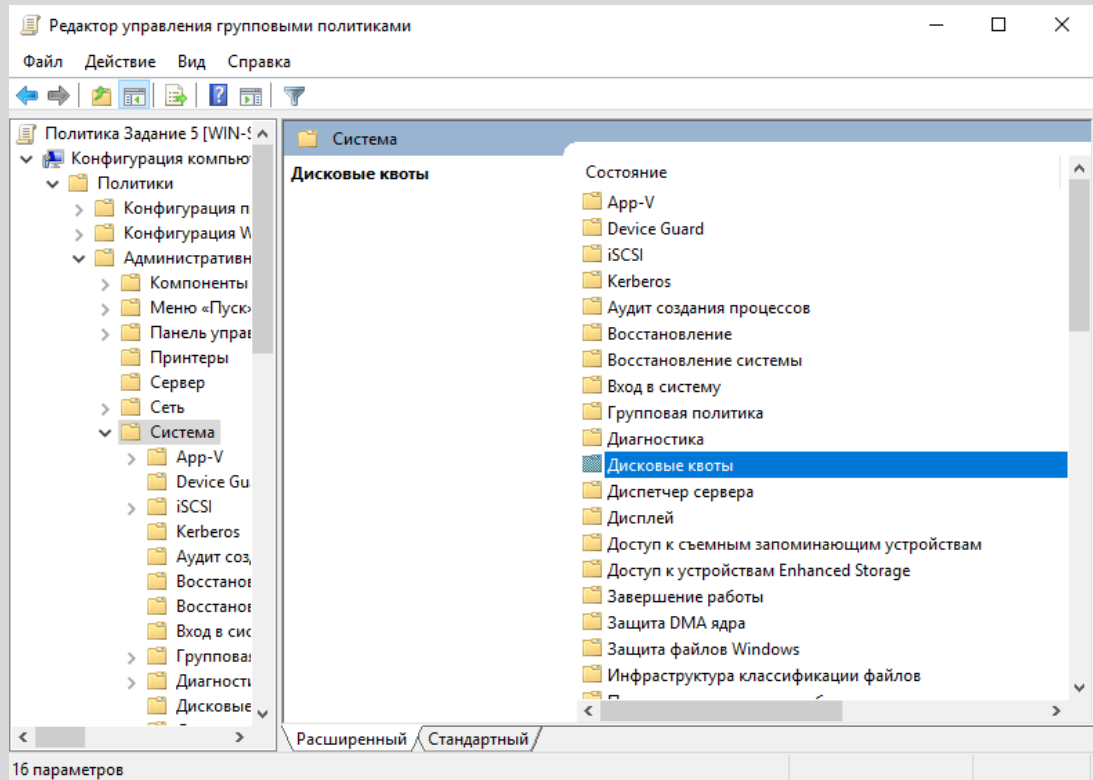 Редактор управления групповыми политиками
Файл Действие Вид Справка
Политика Задание 5 [WIN-
Конфигурация компью
Политики
Конфигурация п
Конфигурация W
Административн
Компоненты
Меню «Пуск»
Панель управ
Принтеры
Сервер
Сеть
Система
App-V
Device Gu
iSCSI
Kerberos
Аудит соз
Восстанов
Восстанов
Вход в сис
Групповая
Диагности
Дисковые
Система
Дисковые квоты
Состояние
App-V
Device Guard
iSCSI
Kerberos
Аудит создания процессов
Восстановление
Восстановление системы
Вход в систему
Групповая политика
Диагностика
Дисковые квоты
Диспетчер сервера
Дисплей
Доступ к съемным запоминающим устройствам
Доступ к устройствам Enhanced Storage
Завершение работы
Защита DMA ядра
Защита файлов Windows
Инфраструктура классификации файлов
Расширенный Стандартный
16 параметров